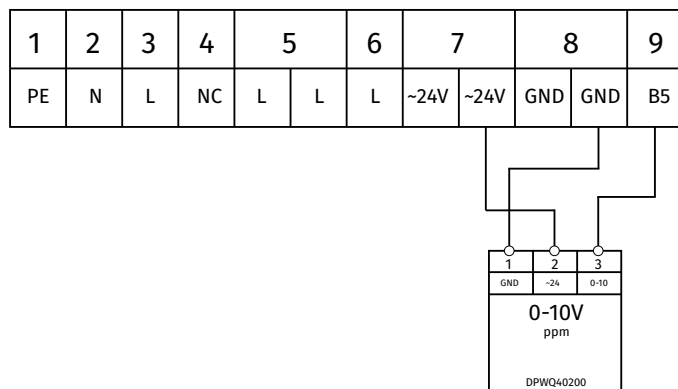 1 2 3 4 5 6 7 8 9
PE N L NC L L L ~24V ~24V GND GND B5
1 2 3
GND ~24 0-10
0-10V
ppm
DPWQ40200